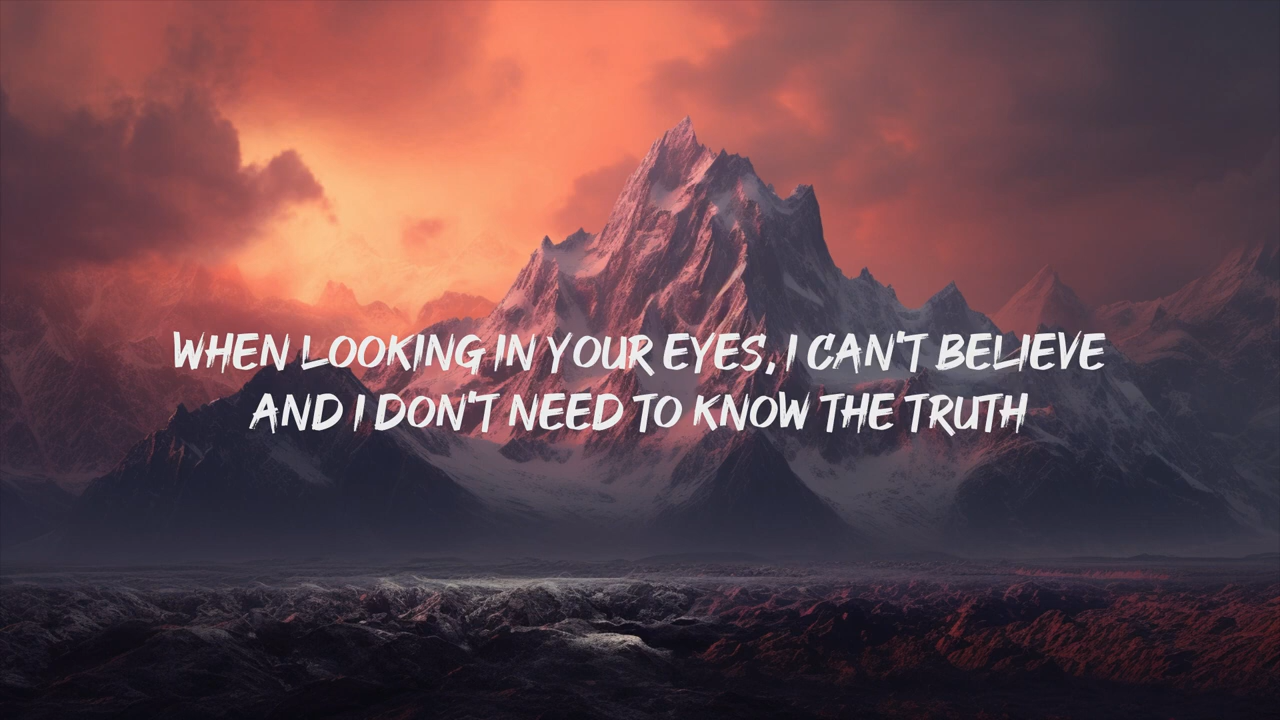 WHEN LOOKING IN YOUR EYES, I CAN'T BELIEVE
AND I DON'T NEED TO KNOW THE TRUTH